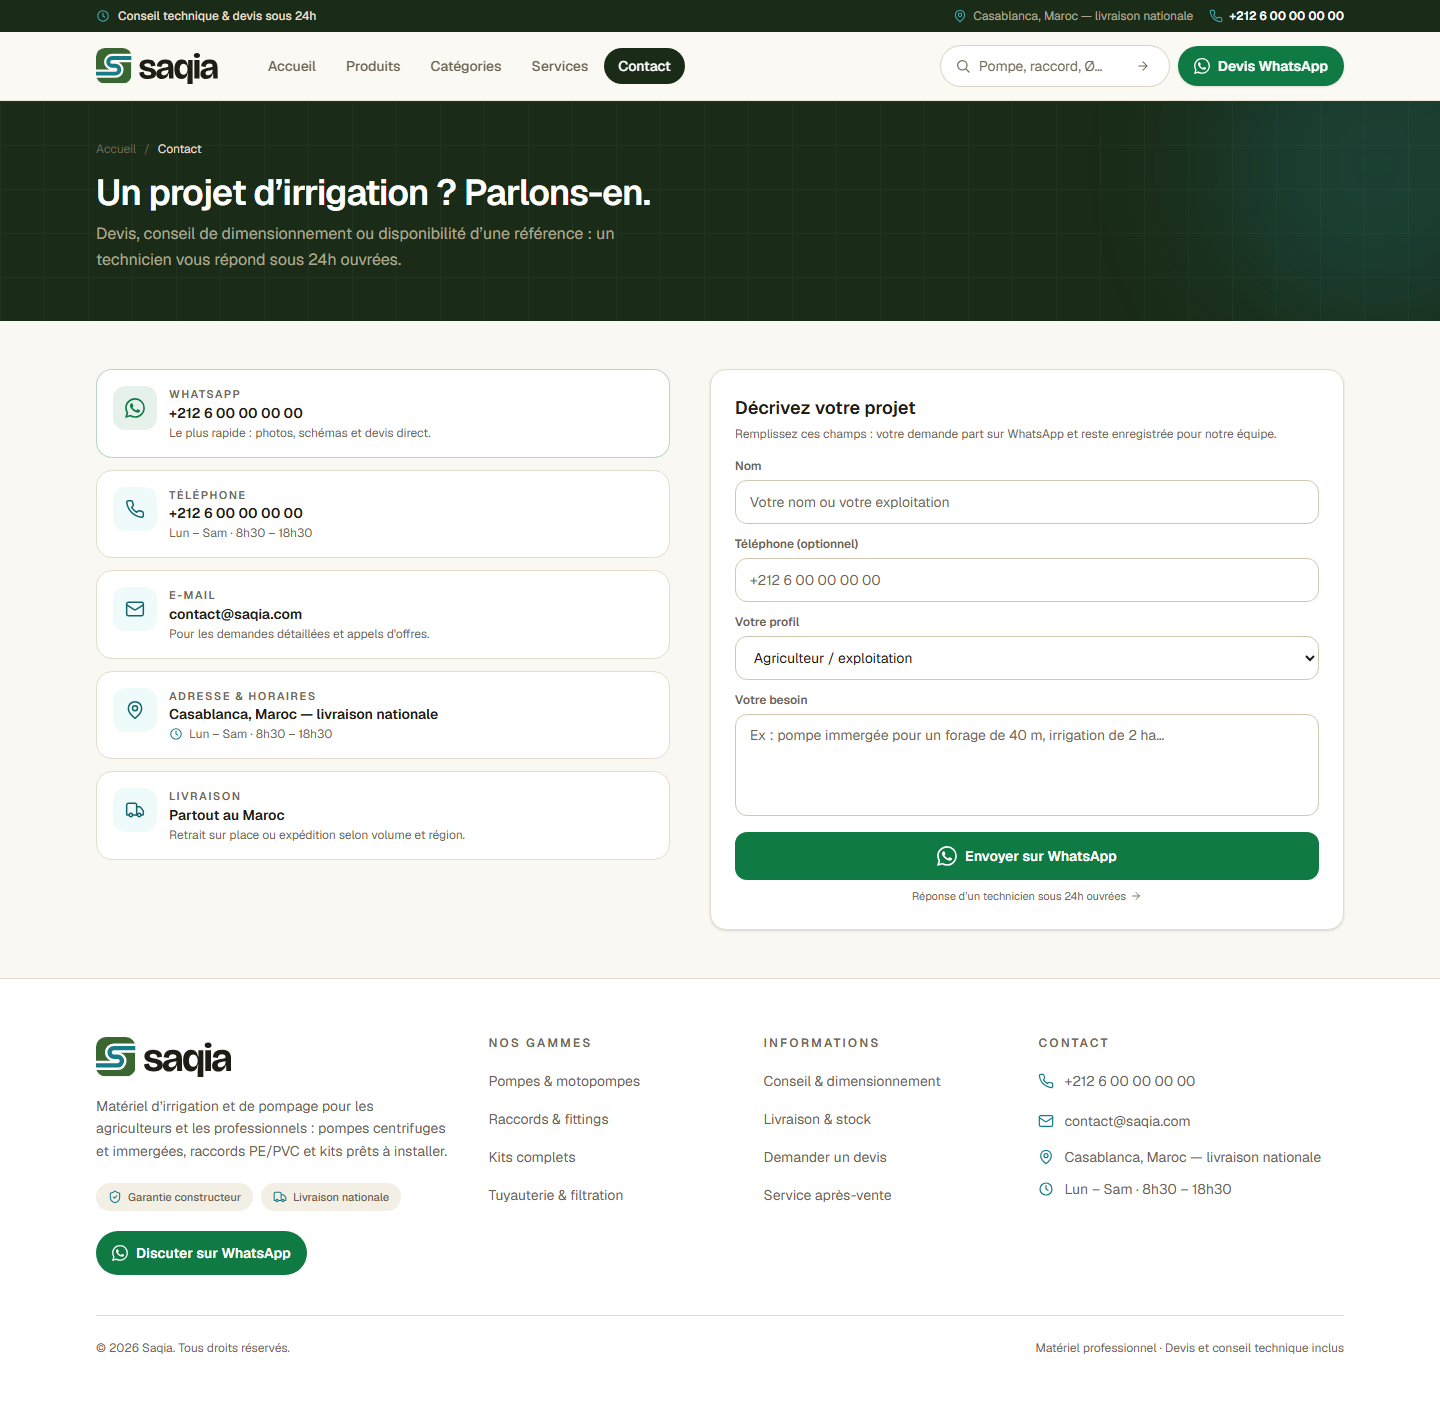 Conseil technique & devis sous 24h
Casablanca, Maroc — livraison nationale
+212 6 00 00 00 00
saqia
Accueil
Produits
Catégories
Services
Contact
Pompe, raccord, Ø...
Devis WhatsApp
Accueil / Contact
Un projet d’irrigation ? Parlons-en.
Devis, conseil de dimensionnement ou disponibilité d’une référence : un
technicien vous répond sous 24h ouvrées.
WHATSAPP
+212 6 00 00 00 00
Le plus rapide : photos, schémas et devis direct.
TÉLÉPHONE
+212 6 00 00 00 00
Lun – Sam · 8h30 – 18h30
E-MAIL
contact@saqia.com
Pour les demandes détaillées et appels d'offres.
ADRESSE & HORAIRES
Casablanca, Maroc — livraison nationale
Lun – Sam · 8h30 – 18h30
LIVRAISON
Partout au Maroc
Retrait sur place ou expédition selon volume et région.
Décrivez votre projet
Remplissez ces champs : votre demande part sur WhatsApp et reste enregistrée pour notre équipe.
Nom
Votre nom ou votre exploitation
Téléphone (optionnel)
+212 6 00 00 00 00
Votre profil
Agriculteur / exploitation
Votre besoin
Ex : pompe immergée pour un forage de 40 m, irrigation de 2 ha...
Envoyer sur WhatsApp
Réponse d’un technicien sous 24h ouvrées →
saqia
Matériel d’irrigation et de pompage pour les
agriculteurs et les professionnels : pompes centrifuges
et immergées, raccords PE/PVC et kits prêts à installer.
Garantie constructeur
Livraison nationale
Discuter sur WhatsApp
NOS GAMMES
Pompes & motopompes
Raccords & fittings
Kits complets
Tuyauterie & filtration
INFORMATIONS
Conseil & dimensionnement
Livraison & stock
Demander un devis
Service après-vente
CONTACT
+212 6 00 00 00 00
contact@saqia.com
Casablanca, Maroc — livraison nationale
Lun – Sam · 8h30 – 18h30
© 2026 Saqia. Tous droits réservés.
Matériel professionnel · Devis et conseil technique inclus